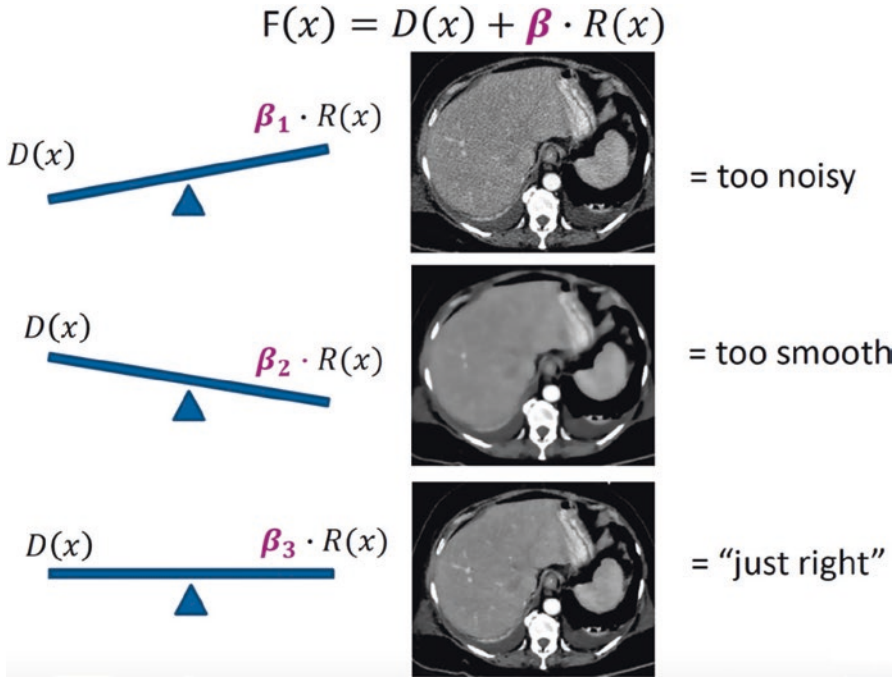 F(x) = D(x) + β · R(x)
β₁ · R(x)
D(x)
= too noisy
D(x)
β₂ · R(x)
= too smooth
D(x)
β₃ · R(x)
= “just right”